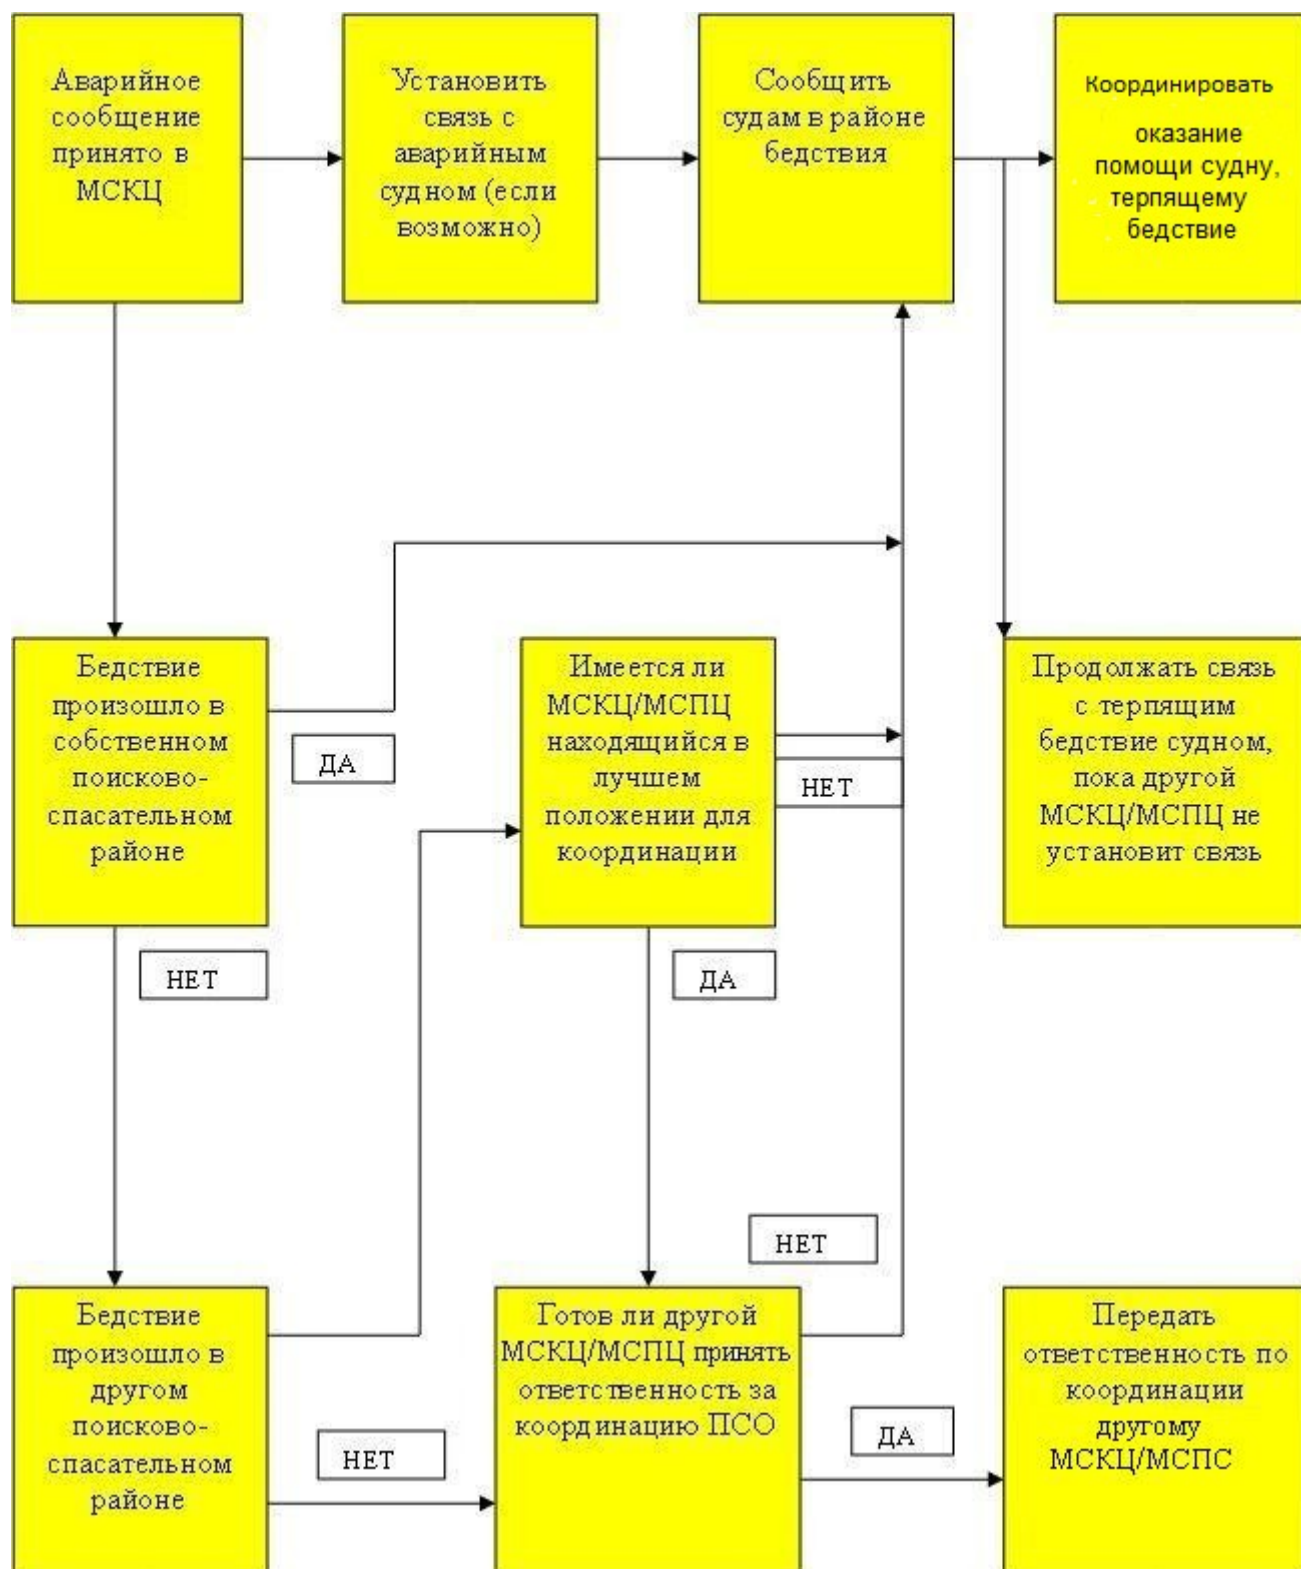 Аварийное
сообщение
принято в
МСКЦ
Установить
связь с
аварийным
судном (если
возможно)
Сообщить
судам в районе
бедствия
Координировать
оказание
помощи судну,
терпящему
бедствие
Бедствие
произошло в
собственном
поисково-
спасательном
районе
ДА
Имеется ли
МСКЦ/МСПЦ
находящийся в
лучшем
положении для
координации
НЕТ
Продолжать связь
с терпящим
бедствие судном,
пока другой
МСКЦ/МСПЦ не
установит связь
НЕТ
ДА
НЕТ
Бедствие
произошло в
другом
поисково-
спасательном
районе
НЕТ
Готов ли другой
МСКЦ/МСПЦ принять
ответственность за
координацию ПСО
ДА
Передать
ответственность по
координации
другому
МСКЦ/МСПС